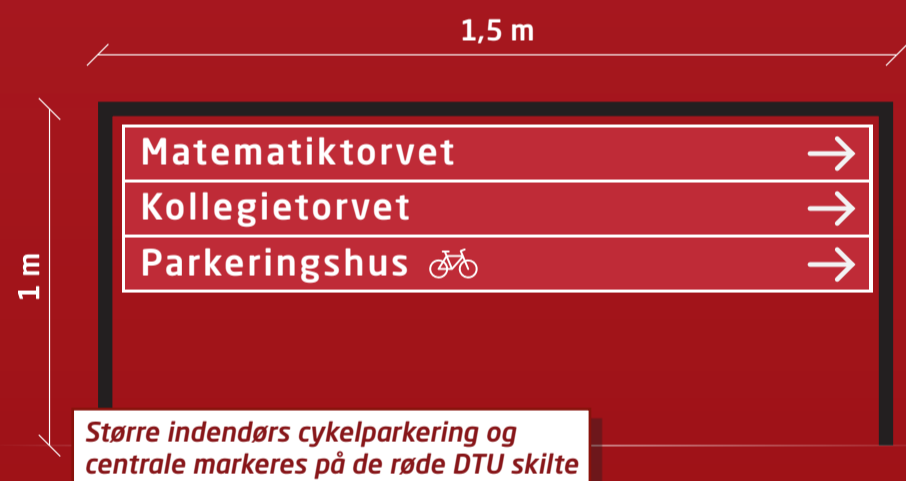 1,5 m
Matematiktorvet
Kollegietorvet
Parkeringshus
1 m
Større indendørs cykelparkering og
centrale markeres på de røde DTU skilte